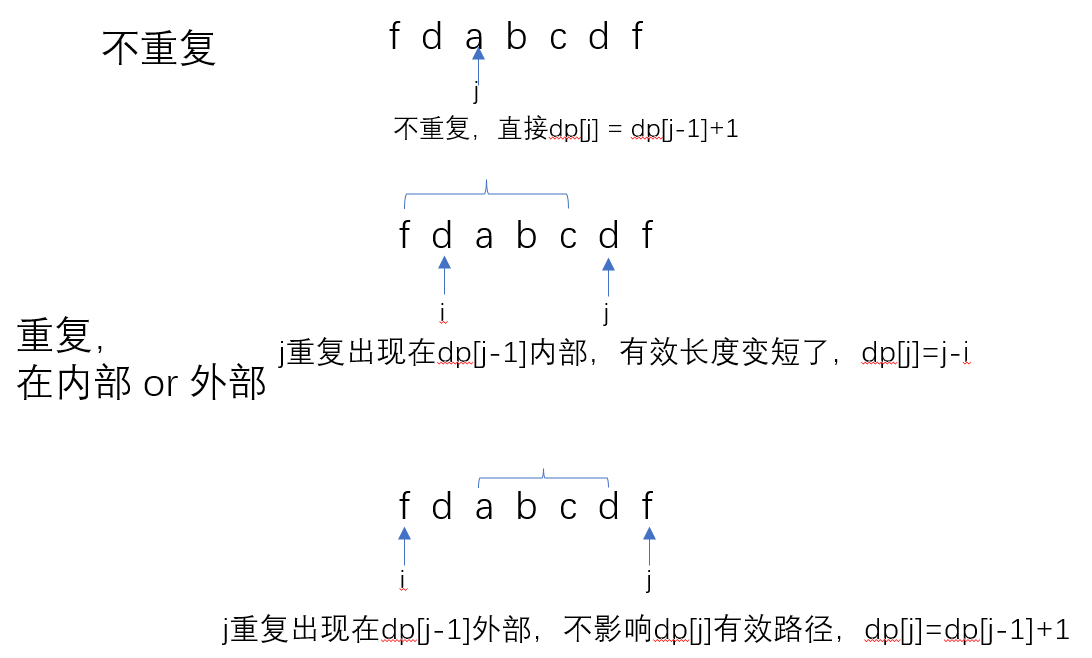 不重复
f d a b c d f
j
不重复，直接dp[j] = dp[j-1]+1
f d a b c d f
i
j
重复，
在内部 or 外部
j重复出现在dp[j-1]内部，有效长度变短了，dp[j]=j-i
f d a b c d f
i
j
j重复出现在dp[j-1]外部，不影响dp[j]有效路径，dp[j]=dp[j-1]+1